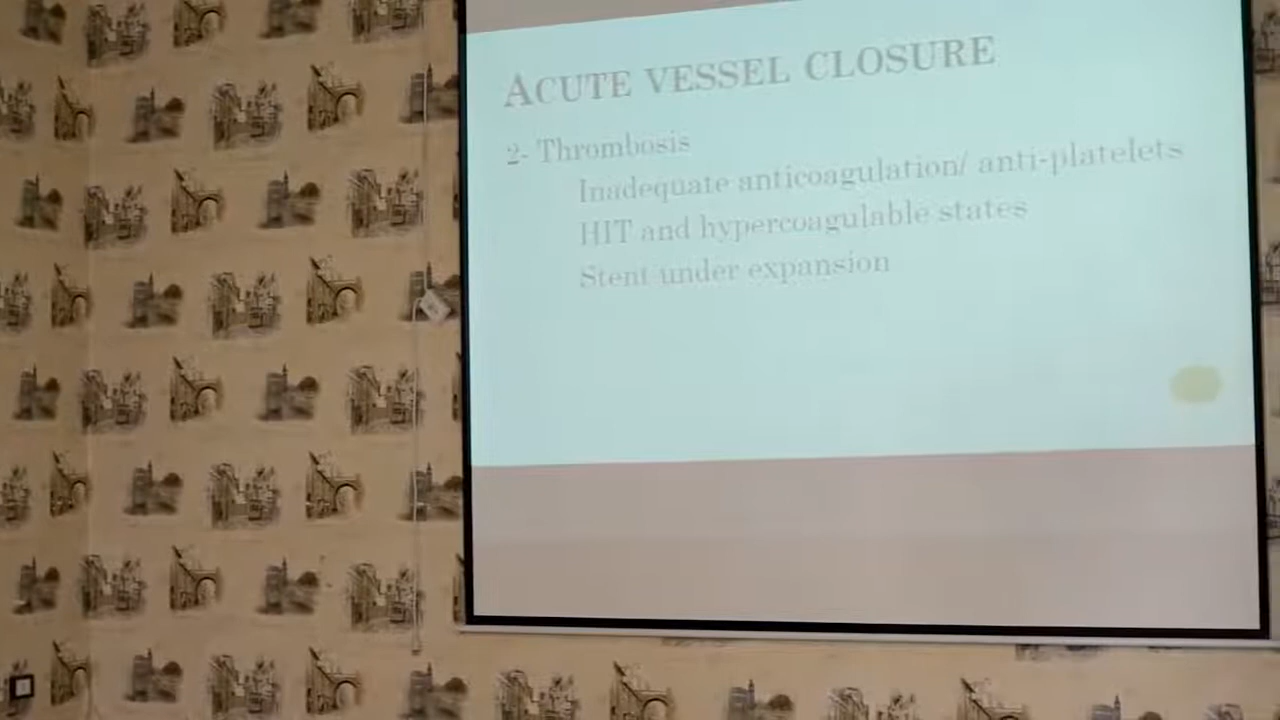 ACUTE VESSEL CLOSURE
2- Thrombosis
Inadequate anticoagulation/ anti-platelets
HIT and hypercoagulable states
Stent under expansion